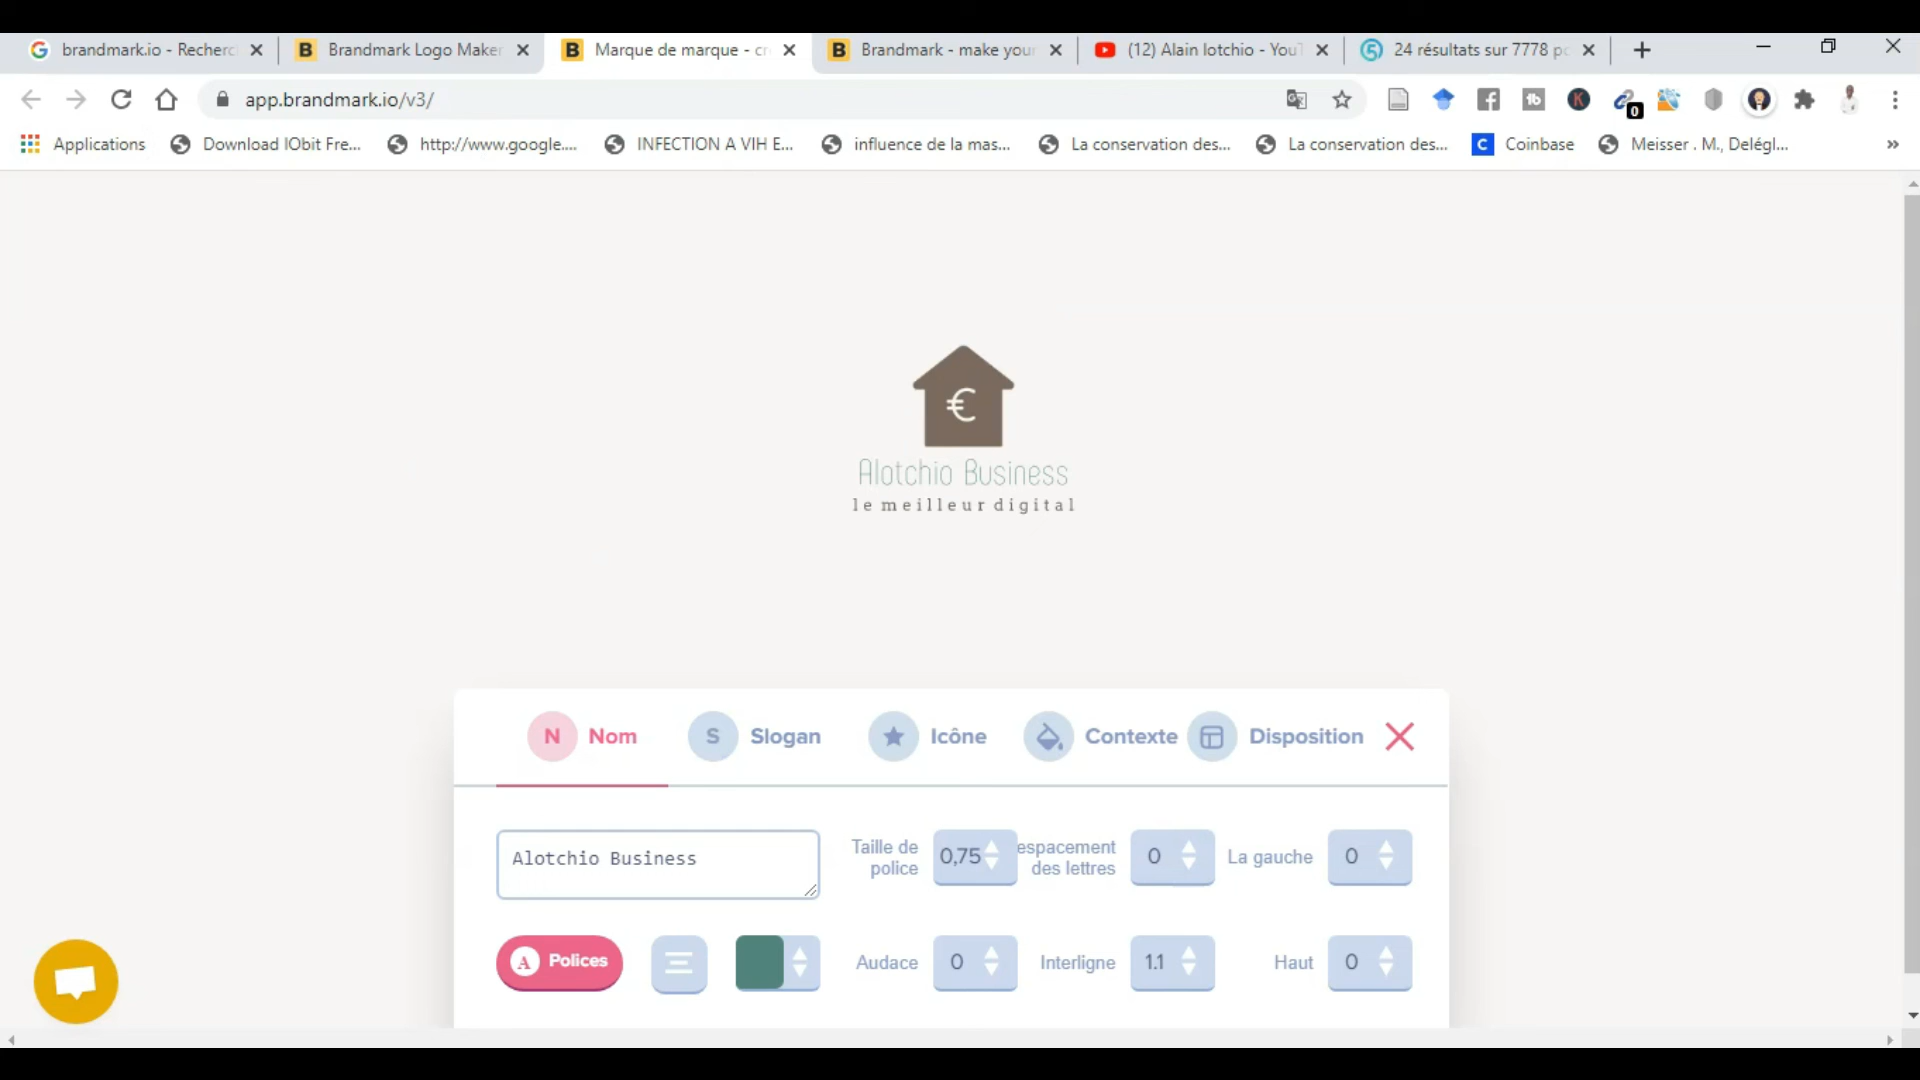 brandmark.io - Recherc
Brandmark Logo Maker
Marque de marque - cr
Brandmark - make your
(12) Alain lotchio - YouT
24 résultats sur 7778 po
app.brandmark.io/v3/
0
Applications
Download IObit Fre...
http://www.google....
INFECTION A VIH E...
influence de la mas...
La conservation des...
La conservation des...
Coinbase
Meisser . M., Delégl...
»
€
Alotchio Business
le meilleur digital
N Nom
S Slogan
Icône
Contexte
Disposition
Alotchio Business
Taille de police
0,75
espacement des lettres
0
La gauche
0
A Polices
Audace
0
Interligne
1.1
Haut
0